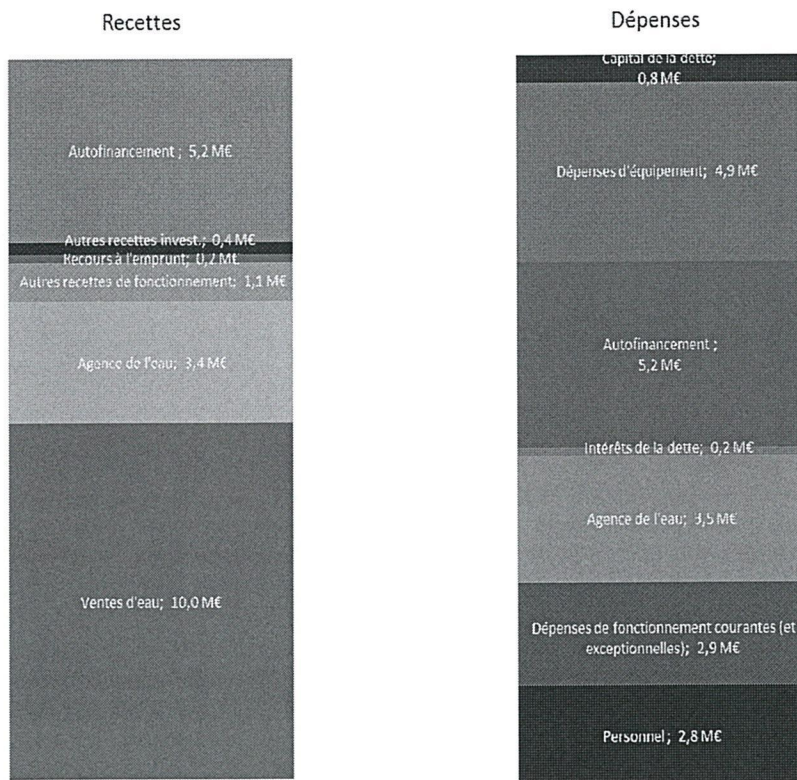 Recettes
Autofinancement ; 5,2 M€
Autres recettes invest.; 0,4 M€
Recours à l'emprunt; 0,2 M€
Autres recettes de fonctionnement; 1,1 M€
Agence de l'eau; 3,4 M€
Ventes d'eau; 10,0 M€
Dépenses
Capital de la dette;
0,8 M€
Dépenses d'équipement; 4,9 M€
Autofinancement ;
5,2 M€
Intérêts de la dette; 0,2 M€
Agence de l'eau; 3,5 M€
Dépenses de fonctionnement courantes (et
exceptionnelles); 2,9 M€
Personnel ; 2,8 M€